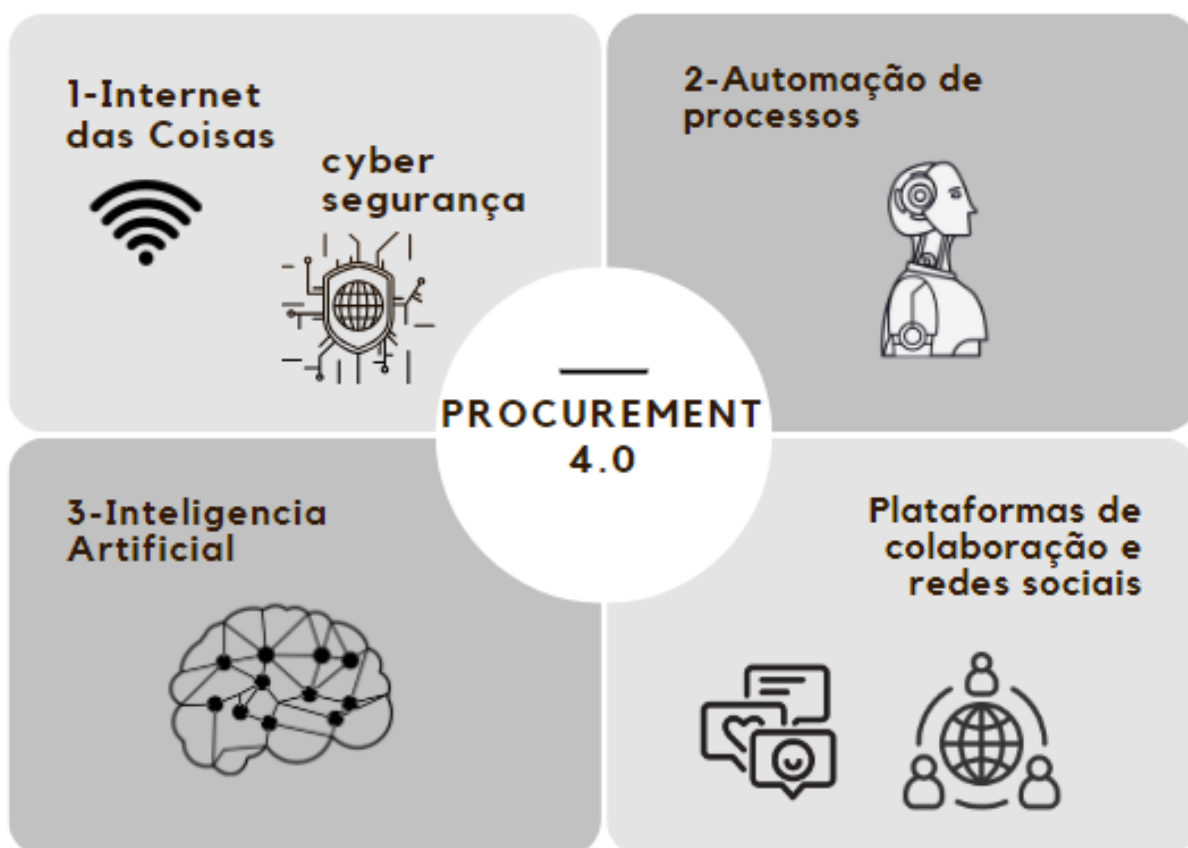 1-Internet
das Coisas
cyber
segurança
2-Automação de
processos
PROCUREMENT
4.0
3-Inteligencia
Artificial
Plataformas de
colaboração e
redes sociais